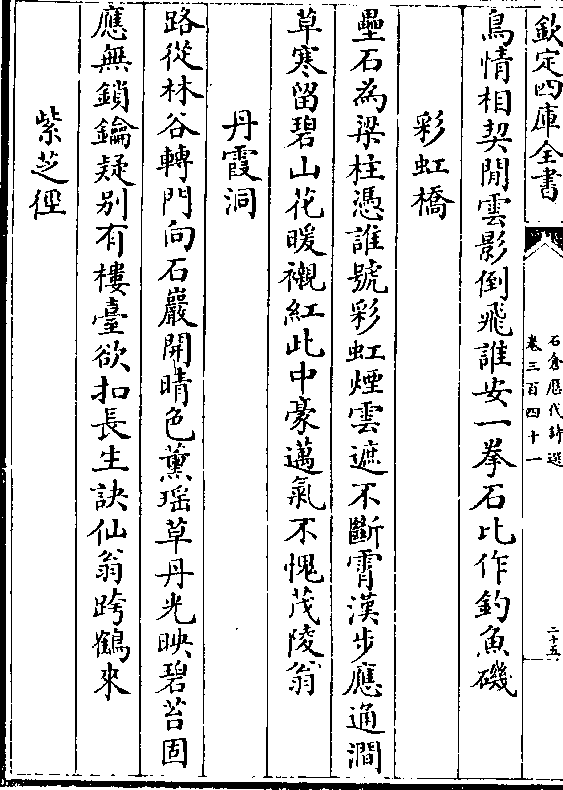 欽定四庫全書
石倉歷代詩選
卷三百四十一
二十五
鳥情相契閒雲影倒飛誰安一拳石比作釣魚磯
彩虹橋
壘石為梁柱憑誰號彩虹煙雲遮不斷霄漢步應通澗
草寒留碧山花暖襯紅此中豪邁氣不愧茂陵翁
丹霞洞
路從林谷轉門向石巖開晴色薰瑶草丹光映碧苔固
應無鎖鑰疑别有樓臺欲扣長生訣仙翁跨鶴來
紫芝徑